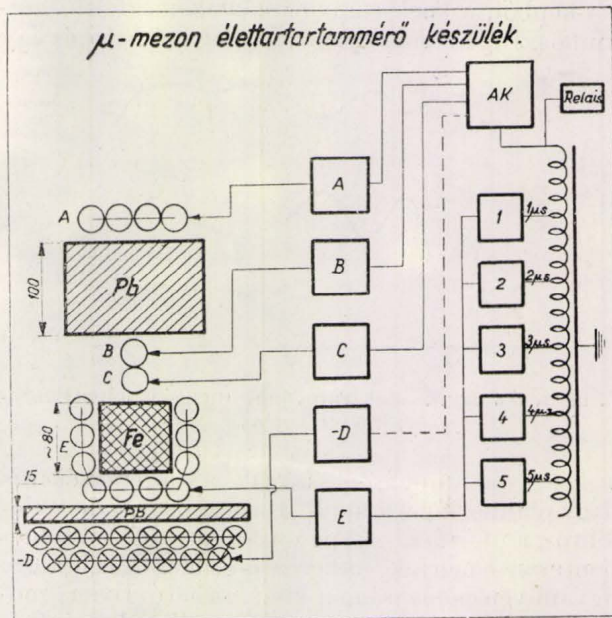 μ-mezon élettartartammérő készülék.
AK
Relais
A
A
1
1μs
100
Pb
B
2
2μs
B
C
C
3
3μs
E
~80
Fe
-D
4
4μs
15
PB
E
5
5μs
-D